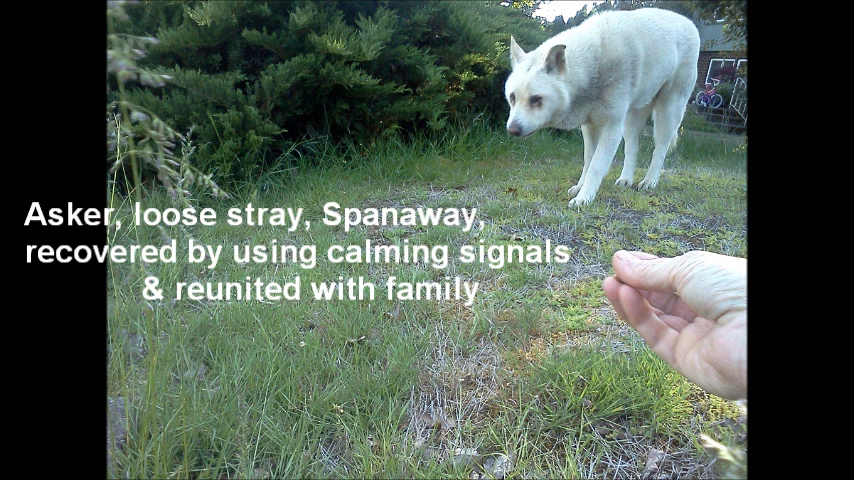 Asker, loose stray, Spanaway,
recovered by using calming signals
& reunited with family